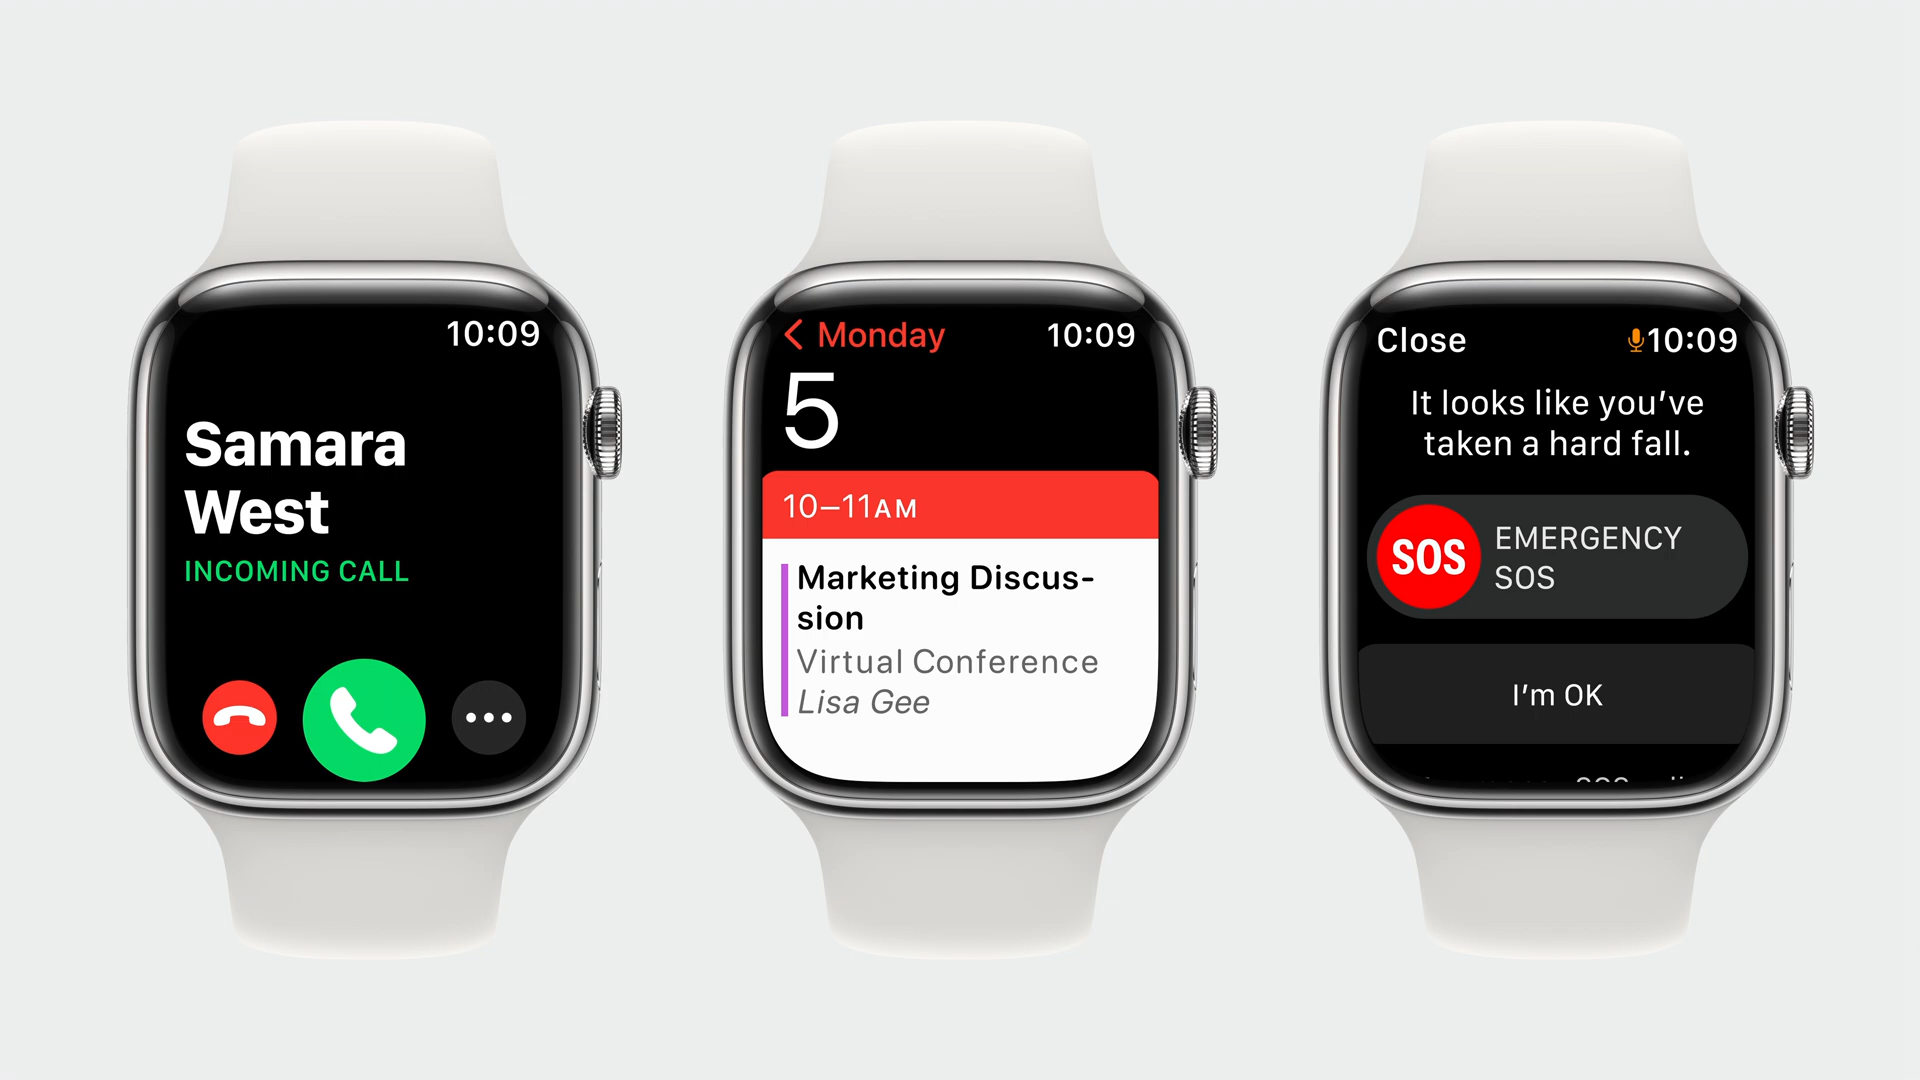 10:09
Samara
West
INCOMING CALL
Monday
10:09
5
10–11AM
Marketing Discus-
sion
Virtual Conference
Lisa Gee
Close
10:09
It looks like you’ve
taken a hard fall.
SOS
EMERGENCY
SOS
I’m OK